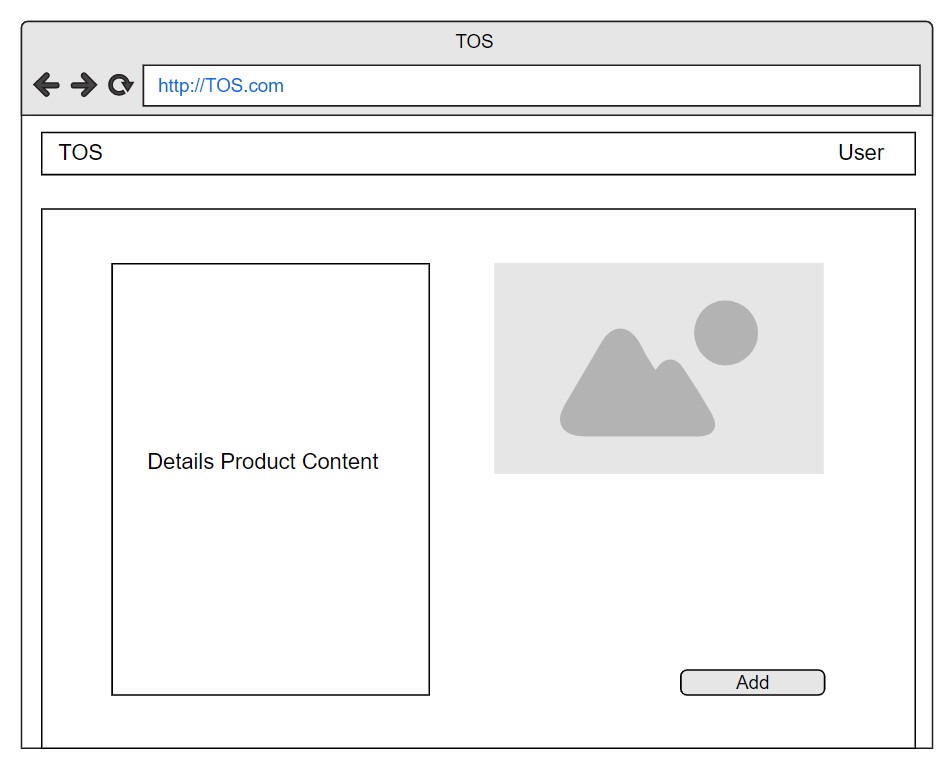 TOS
http://TOS.com
TOS User
Details Product Content
Add